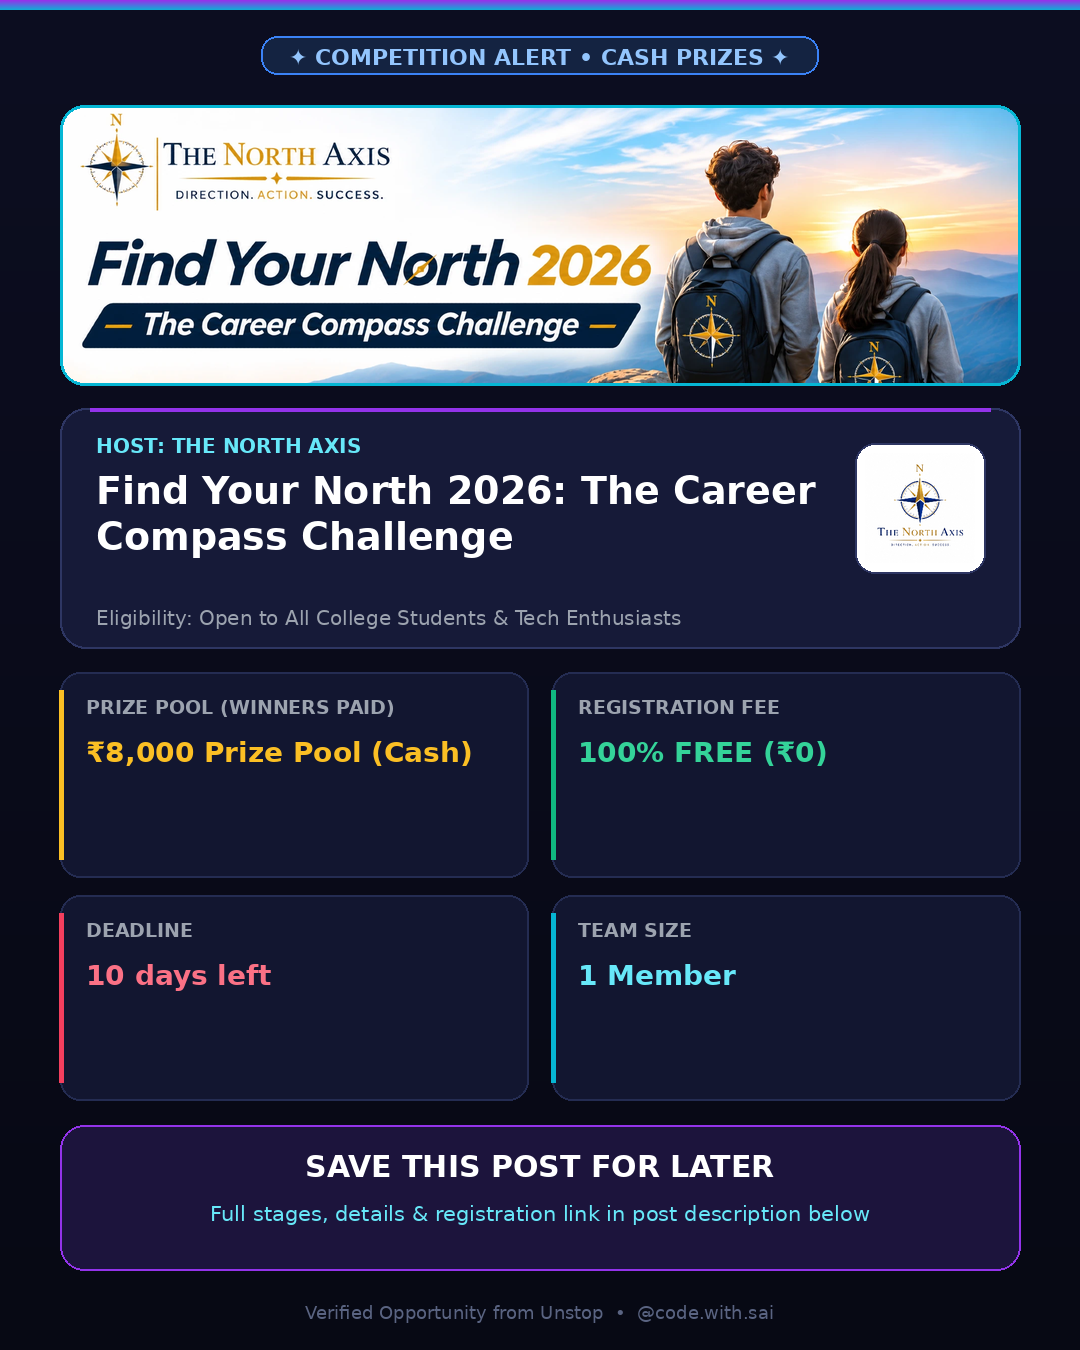 ✦ COMPETITION ALERT • CASH PRIZES ✦
N
THE NORTH AXIS
DIRECTION. ACTION. SUCCESS.
Find Your North 2026
— The Career Compass Challenge —
N
N
HOST: THE NORTH AXIS
Find Your North 2026: The Career
Compass Challenge
N
THE NORTH AXIS
DIRECTION. ACTION. SUCCESS.
Eligibility: Open to All College Students & Tech Enthusiasts
PRIZE POOL (WINNERS PAID)
₹8,000 Prize Pool (Cash)
REGISTRATION FEE
100% FREE (₹0)
DEADLINE
10 days left
TEAM SIZE
1 Member
SAVE THIS POST FOR LATER
Full stages, details & registration link in post description below
Verified Opportunity from Unstop • @code.with.sai